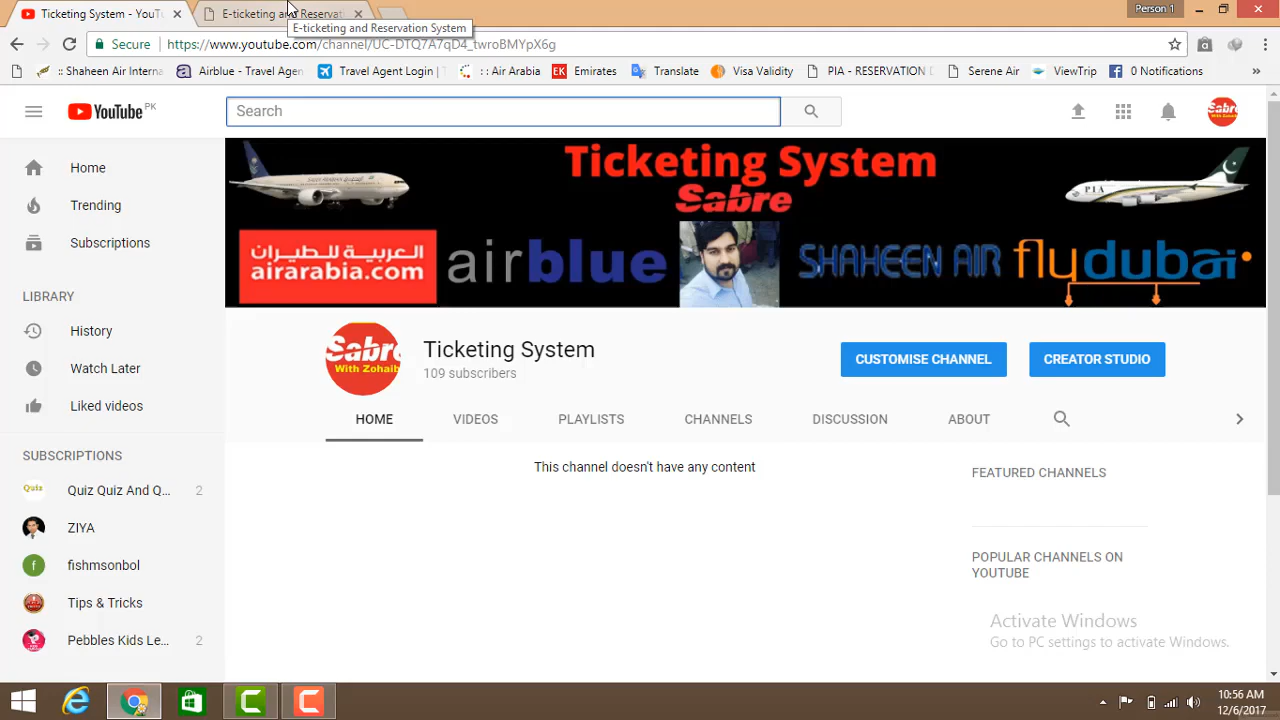 Ticketing System - YouTu
E-ticketing and Reservati
Person 1
E-ticketing and Reservation System
Secure
https://www.youtube.com/channel/UC-DTQ7A7qD4_twroBMYpX6g
:: Shaheen Air Interna
Airblue - Travel Agen
Travel Agent Login |
:: Air Arabia
EK
Emirates
Translate
Visa Validity
PIA - RESERVATION D
Serene Air
ViewTrip
0 Notifications
»
YouTube PK
Search
Sabre
Home
Trending
Subscriptions
LIBRARY
History
Watch Later
Liked videos
SUBSCRIPTIONS
Quiz
Quiz Quiz And Q...
2
ZIYA
f
fishmsonbol
Tips & Tricks
Pebbles Kids Le...
2
Ticketing System
Sabre
PIA
العربية للطيران
airarabia.com
airblue
SHAHEEN AIR
flydubai
Sabre
With Zohaib
Ticketing System
109 subscribers
CUSTOMISE CHANNEL
CREATOR STUDIO
HOME
VIDEOS
PLAYLISTS
CHANNELS
DISCUSSION
ABOUT
This channel doesn't have any content
FEATURED CHANNELS
POPULAR CHANNELS ON
YOUTUBE
Activate Windows
Go to PC settings to activate Windows.
10:56 AM
12/6/2017